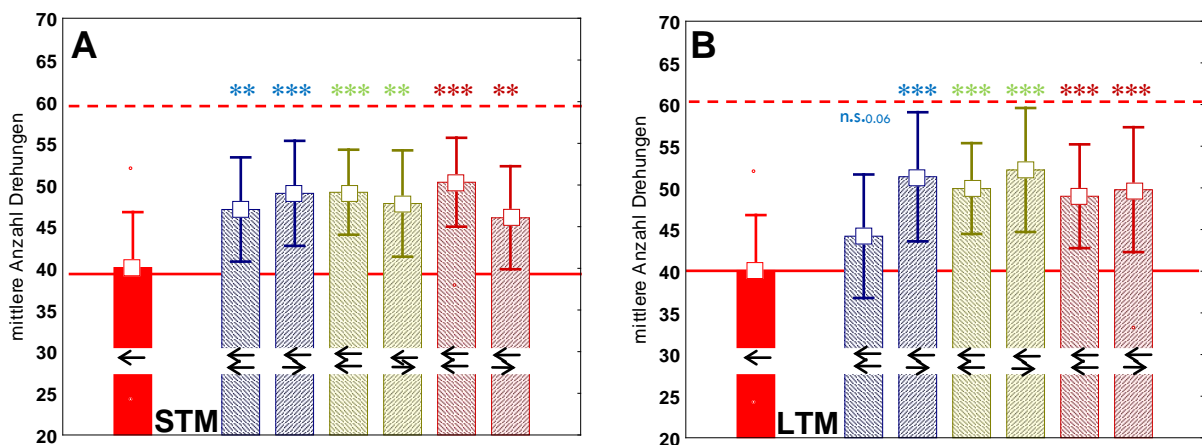 A
mittlere Anzahl Drehungen
70
65
60
55
50
45
40
35
30
25
20
** *** *** ** *** **
STM
B
mittlere Anzahl Drehungen
70
65
60
55
50
45
40
35
30
25
20
n.s.0.06 *** *** *** *** ***
LTM